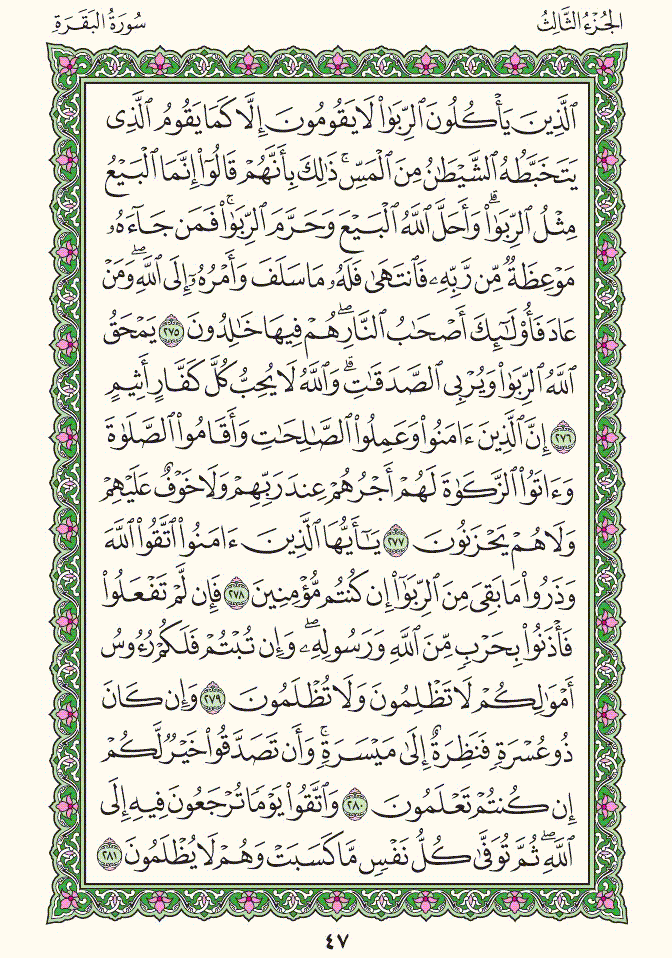 الجُزْءُ الثَّالِثُ
سُورَةُ البَقَرَةِ
ٱلَّذِينَ يَأْكُلُونَ ٱلرِّبَوٰا۟ لَا يَقُومُونَ إِلَّا كَمَا يَقُومُ ٱلَّذِى
يَتَخَبَّطُهُ ٱلشَّيْطَٰنُ مِنَ ٱلْمَسِّ ۚ ذَٰلِكَ بِأَنَّهُمْ قَالُوٓا۟ إِنَّمَا ٱلْبَيْعُ
مِثْلُ ٱلرِّبَوٰا۟ ۗ وَأَحَلَّ ٱللَّهُ ٱلْبَيْعَ وَحَرَّمَ ٱلرِّبَوٰا۟ ۚ فَمَن جَآءَهُۥ
مَوْعِظَةٌ مِّن رَّبِّهِۦ فَٱنتَهَىٰ فَلَهُۥ مَا سَلَفَ وَأَمْرُهُۥٓ إِلَى ٱللَّهِ ۖ وَمَنْ
عَادَ فَأُو۟لَٰٓئِكَ أَصْحَٰبُ ٱلنَّارِ ۖ هُمْ فِيهَا خَٰلِدُونَ ٢٧٥ يَمْحَقُ
ٱللَّهُ ٱلرِّبَوٰا۟ وَيُرْبِى ٱلصَّدَقَٰتِ ۗ وَٱللَّهُ لَا يُحِبُّ كُلَّ كَفَّارٍ أَثِيمٍ
٢٧٦ إِنَّ ٱلَّذِينَ ءَامَنُوا۟ وَعَمِلُوا۟ ٱلصَّٰلِحَٰتِ وَأَقَامُوا۟ ٱلصَّلَوٰةَ
وَءَاتَوُا۟ ٱلزَّكَوٰةَ لَهُمْ أَجْرُهُمْ عِندَ رَبِّهِمْ وَلَا خَوْفٌ عَلَيْهِمْ
وَلَا هُمْ يَحْزَنُونَ ٢٧٧ يَٰٓأَيُّهَا ٱلَّذِينَ ءَامَنُوا۟ ٱتَّقُوا۟ ٱللَّهَ
وَذَرُوا۟ مَا بَقِىَ مِنَ ٱلرِّبَوٰٓا۟ إِن كُنتُم مُّؤْمِنِينَ ٢٧٨ فَإِن لَّمْ تَفْعَلُوا۟
فَأْذَنُوا۟ بِحَرْبٍ مِّنَ ٱللَّهِ وَرَسُولِهِۦ ۖ وَإِن تُبْتُمْ فَلَكُمْ رُءُوسُ
أَمْوَٰلِكُمْ لَا تَظْلِمُونَ وَلَا تُظْلَمُونَ ٢٧٩ وَإِن كَانَ
ذُو عُسْرَةٍ فَنَظِرَةٌ إِلَىٰ مَيْسَرَةٍ ۚ وَأَن تَصَدَّقُوا۟ خَيْرٌ لَّكُمْ
إِن كُنتُمْ تَعْلَمُونَ ٢٨٠ وَٱتَّقُوا۟ يَوْمًا تُرْجَعُونَ فِيهِ إِلَى
ٱللَّهِ ۖ ثُمَّ تُوَفَّىٰ كُلُّ نَفْسٍ مَّا كَسَبَتْ وَهُمْ لَا يُظْلَمُونَ ٢٨١
٤٧